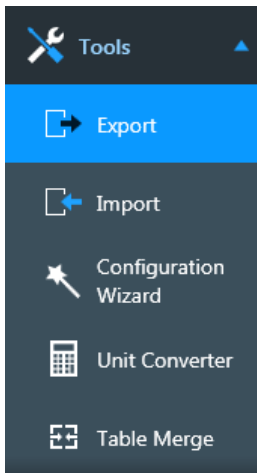 Tools
Export
Import
Configuration
Wizard
Unit Converter
Table Merge